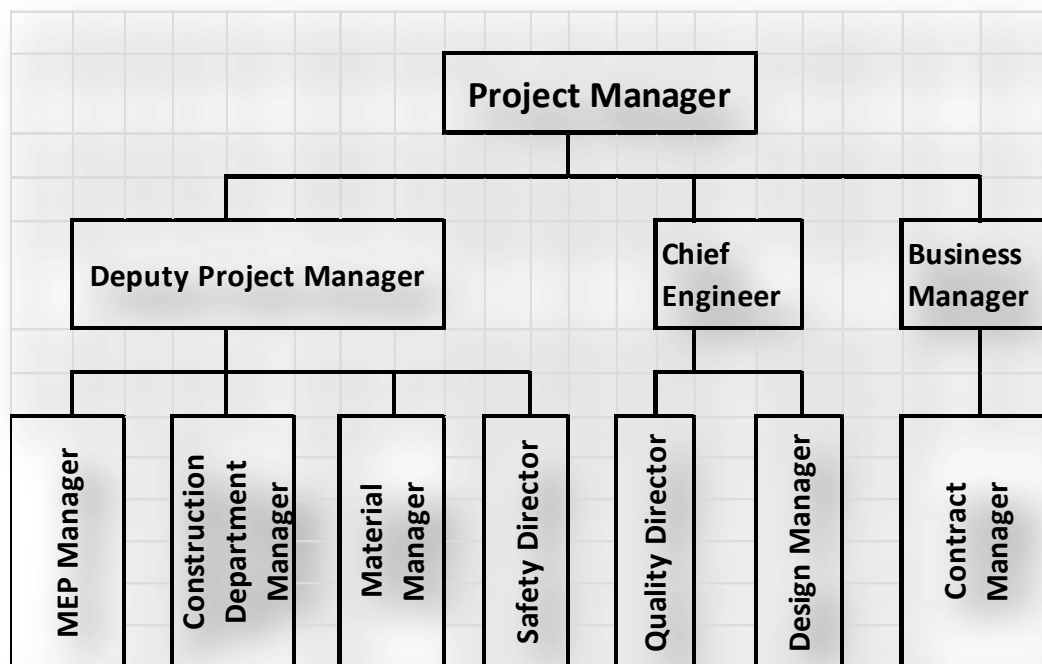 Project Manager
Deputy Project Manager
Chief
Engineer
Business
Manager
MEP Manager
Construction
Department
Manager
Material
Manager
Safety Director
Quality Director
Design Manager
Contract
Manager